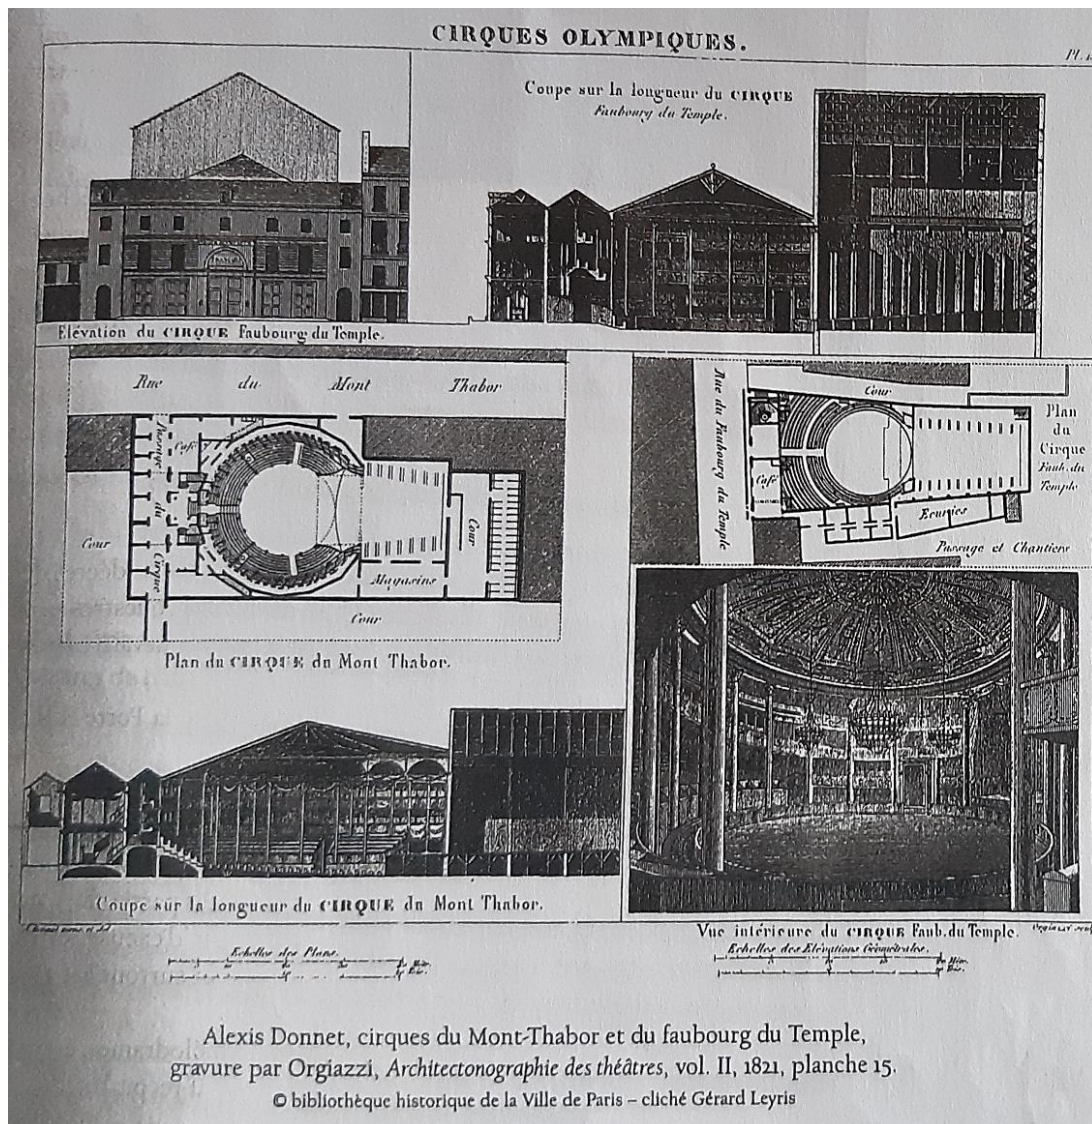 CIRQUES OLYMPIQUES.
Pl.
Coupe sur la longueur du CIRQUE
Faubourg du Temple.
Elévation du CIRQUE Faubourg du Temple.
Rue du Mont Thabor
Passage du Cirque
Café
Cour
Cour
Magasins
Cour
Plan du CIRQUE du Mont Thabor.
Rue du Faubourg du Temple
Cour
Café
Ecuries
Passage et Chantiers
Plan
du
Cirque
Faub. du
Temple
Coupe sur la longueur du CIRQUE du Mont Thabor.
Vue intérieure du CIRQUE Faub. du Temple.
Echelles des Plans.
Echelles des Elévations Géométrales.
Alexis Donnet, cirques du Mont-Thabor et du faubourg du Temple,
gravure par Orgiazzi, Architectonographie des théâtres, vol. II, 1821, planche 15.
© bibliothèque historique de la Ville de Paris – cliché Gérard Leyris